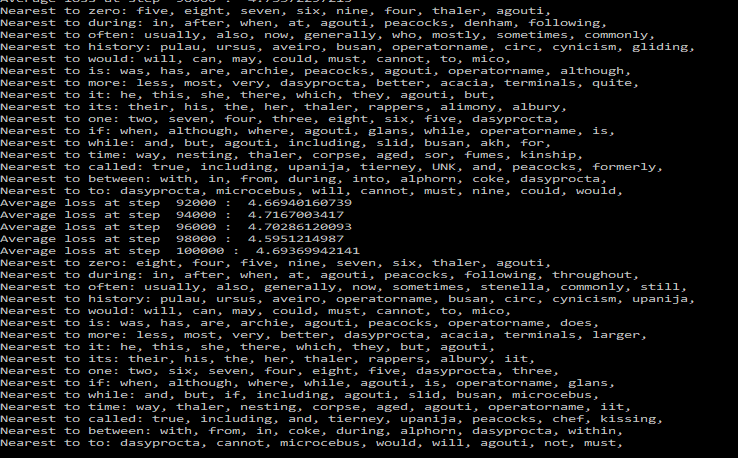 Nearest to zero: five, eight, seven, six, nine, four, thaler, agouti,
Nearest to during: in, after, when, at, agouti, peacocks, denham, following,
Nearest to often: usually, also, now, generally, who, mostly, sometimes, commonly,
Nearest to history: pulau, ursus, aveiro, busan, operatorname, circ, cynicism, gliding,
Nearest to would: will, can, may, could, must, cannot, to, mico,
Nearest to is: was, has, are, archie, peacocks, agouti, operatorname, although,
Nearest to more: less, most, very, dasyprocta, better, acacia, terminals, quite,
Nearest to it: he, this, she, there, which, they, agouti, but,
Nearest to its: their, his, the, her, thaler, rappers, alimony, albury,
Nearest to one: two, seven, four, three, eight, six, five, dasyprocta,
Nearest to if: when, although, where, agouti, glans, while, operatorname, is,
Nearest to while: and, but, agouti, including, slid, busan, akh, for,
Nearest to time: way, nesting, thaler, corpse, aged, sor, fumes, kinship,
Nearest to called: true, including, upanija, tierney, UNK, and, peacocks, formerly,
Nearest to between: with, in, from, during, into, alphorn, coke, dasyprocta,
Nearest to to: dasyprocta, microcebus, will, cannot, must, nine, could, would,
Average loss at step  92000 :  4.66940160739
Average loss at step  94000 :  4.7167003417
Average loss at step  96000 :  4.70286120093
Average loss at step  98000 :  4.5951214987
Average loss at step  100000 :  4.69369942141
Nearest to zero: eight, four, five, nine, seven, six, thaler, agouti,
Nearest to during: in, after, when, at, agouti, peacocks, following, throughout,
Nearest to often: usually, also, generally, now, sometimes, stenella, commonly, still,
Nearest to history: pulau, ursus, aveiro, operatorname, busan, circ, cynicism, upanija,
Nearest to would: will, can, may, could, must, cannot, to, mico,
Nearest to is: was, has, are, archie, agouti, peacocks, operatorname, does,
Nearest to more: less, most, very, better, dasyprocta, acacia, terminals, larger,
Nearest to it: he, this, she, there, which, they, but, agouti,
Nearest to its: their, his, the, her, thaler, rappers, albury, iit,
Nearest to one: two, six, seven, four, eight, five, dasyprocta, three,
Nearest to if: when, although, where, while, agouti, is, operatorname, glans,
Nearest to while: and, but, if, including, agouti, slid, busan, microcebus,
Nearest to time: way, thaler, nesting, corpse, aged, agouti, operatorname, iit,
Nearest to called: true, including, and, tierney, upanija, peacocks, chef, kissing,
Nearest to between: with, from, in, coke, during, alphorn, dasyprocta, within,
Nearest to to: dasyprocta, cannot, microcebus, would, will, agouti, not, must,